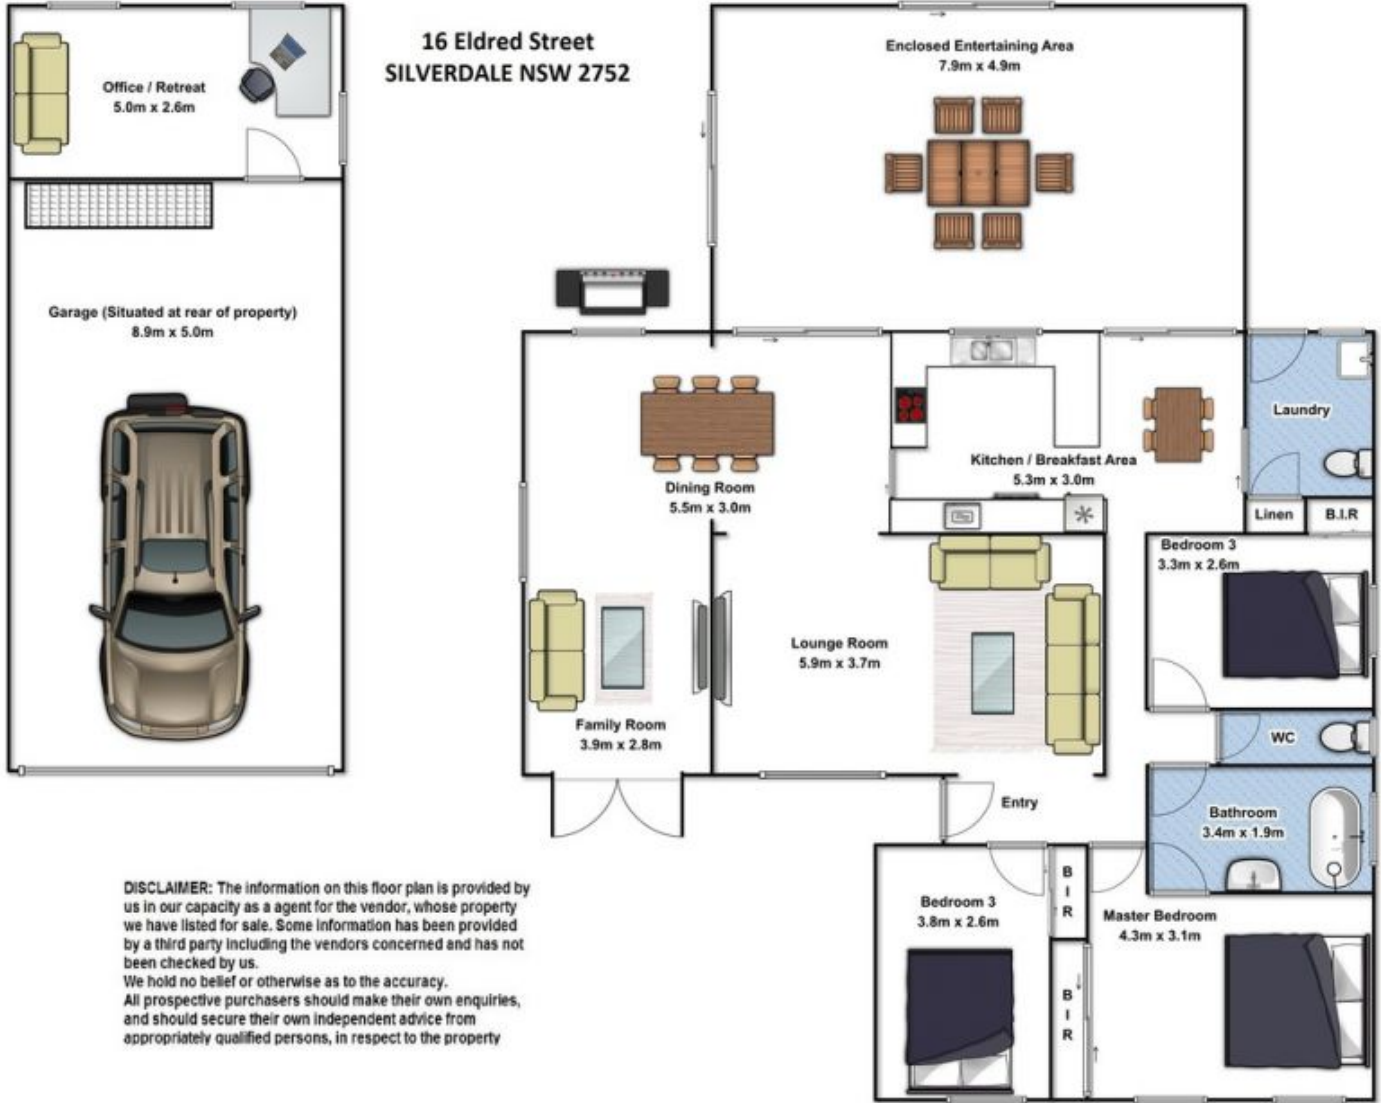 16 Eldred Street
SILVERDALE NSW 2752
Office / Retreat
5.0m x 2.6m
Garage (Situated at rear of property)
8.9m x 5.0m
Enclosed Entertaining Area
7.9m x 4.9m
Dining Room
5.5m x 3.0m
Kitchen / Breakfast Area
5.3m x 3.0m
Laundry
Linen
B.I.R
Bedroom 3
3.3m x 2.6m
Lounge Room
5.9m x 3.7m
Family Room
3.9m x 2.8m
WC
Entry
Bathroom
3.4m x 1.9m
Bedroom 3
3.8m x 2.6m
B
I
R
Master Bedroom
4.3m x 3.1m
B
I
R
DISCLAIMER: The information on this floor plan is provided by
us in our capacity as a agent for the vendor, whose property
we have listed for sale. Some information has been provided
by a third party including the vendors concerned and has not
been checked by us.
We hold no belief or otherwise as to the accuracy.
All prospective purchasers should make their own enquiries,
and should secure their own independent advice from
appropriately qualified persons, in respect to the property